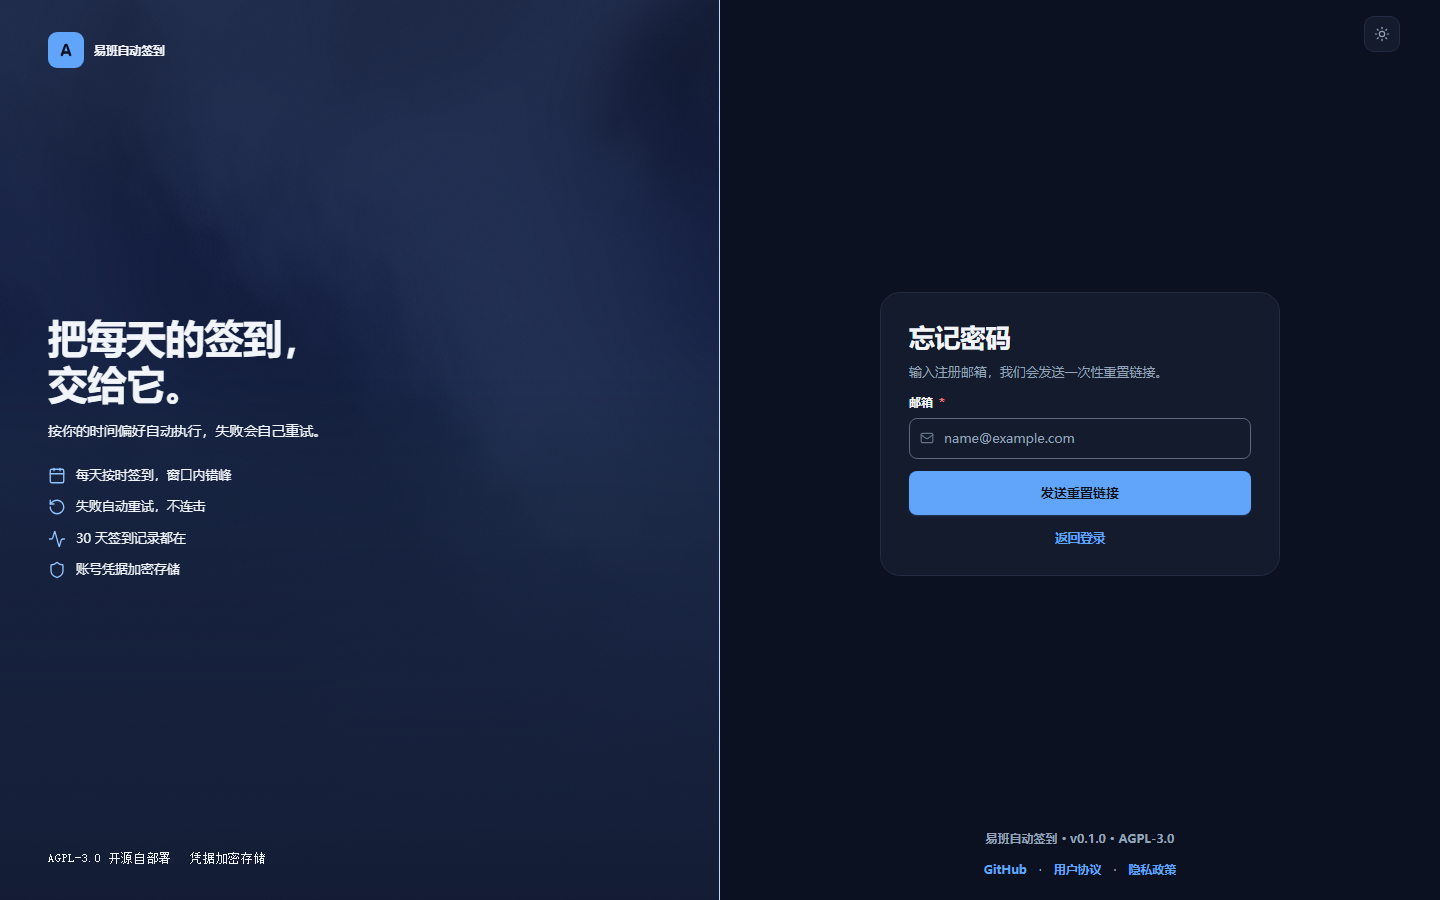 A 易班自动签到
把每天的签到，
交给它。
按你的时间偏好自动执行，失败会自己重试。
每天按时签到，窗口内错峰
失败自动重试，不连击
30 天签到记录都在
账号凭据加密存储
AGPL-3.0 开源自部署 凭据加密存储
忘记密码
输入注册邮箱，我们会发送一次性重置链接。
邮箱 *
name@example.com
发送重置链接
返回登录
易班自动签到 • v0.1.0 • AGPL-3.0
GitHub · 用户协议 · 隐私政策